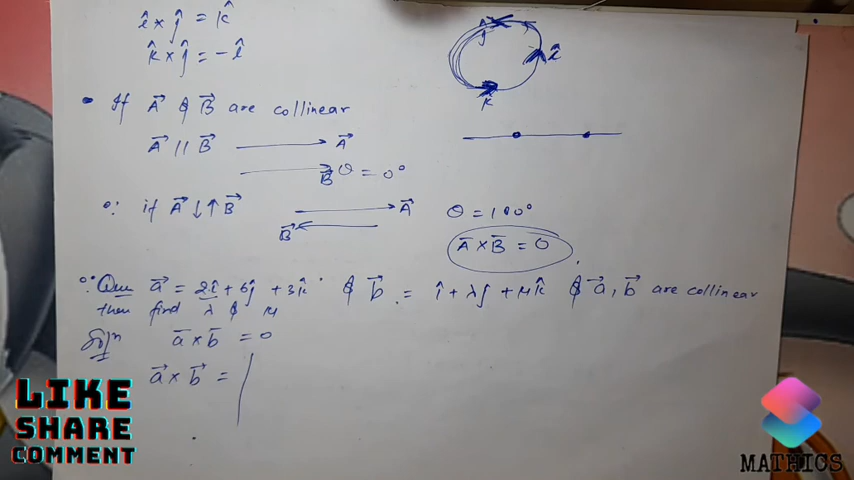 î × ĵ = k̂
k̂ × ĵ = -î
ĵ
î
k̂
• If A⃗ & B⃗ are collinear
A⃗ || B⃗ A⃗
B⃗ θ = 0°
if A⃗ ↓↑ B⃗ A⃗ θ = 180°
B⃗
A̅ × B̅ = 0
Que a⃗ = 2î + 6ĵ + 3k̂ & b⃗ = î + λĵ + μk̂ & a⃗, b⃗ are collinear
then find λ & μ
Solⁿ a̅ × b̅ = 0
a⃗ × b⃗ =
LIKE
SHARE
COMMENT
MATHICS